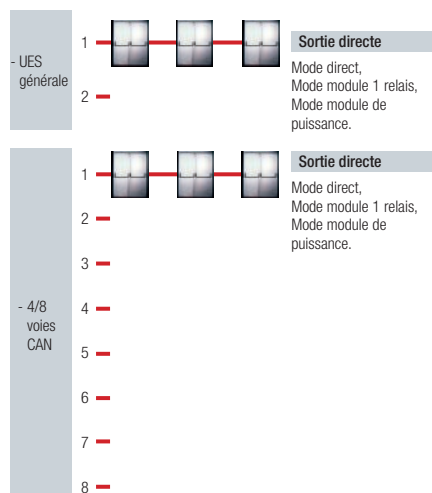 - UES
générale
1
2
Sortie directe
Mode direct,
Mode module 1 relais,
Mode module de
puissance.
- 4/8
voies
CAN
1
2
3
4
5
6
7
8
Sortie directe
Mode direct,
Mode module 1 relais,
Mode module de
puissance.